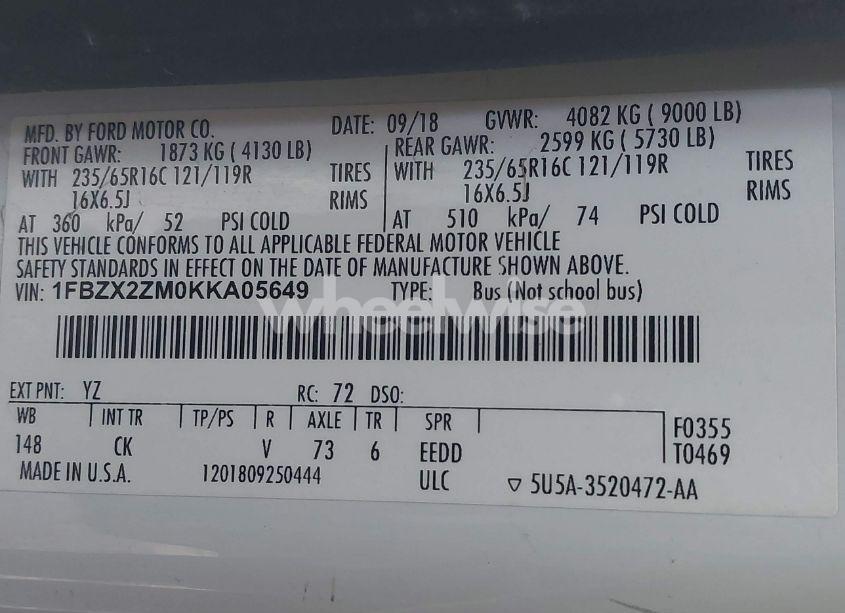 MFD. BY FORD MOTOR CO. DATE: 09/18 GVWR: 4082 KG ( 9000 LB)
FRONT GAWR: 1873 KG ( 4130 LB) REAR GAWR: 2599 KG ( 5730 LB)
WITH 235/65R16C 121/119R TIRES WITH 235/65R16C 121/119R TIRES
16X6.5J RIMS 16X6.5J RIMS
AT 360 kPa/ 52 PSI COLD AT 510 kPa/ 74 PSI COLD
THIS VEHICLE CONFORMS TO ALL APPLICABLE FEDERAL MOTOR VEHICLE
SAFETY STANDARDS IN EFFECT ON THE DATE OF MANUFACTURE SHOWN ABOVE.
VIN: 1FBZX2ZM0KKA05649 TYPE: Bus (Not school bus)
wheelwise
EXT PNT: YZ RC: 72 DSO:
WB INT TR TP/PS R AXLE TR SPR F0355
148 CK V 73 6 EEDD T0469
MADE IN U.S.A. 1201809250444 ULC ▽ 5U5A-3520472-AA